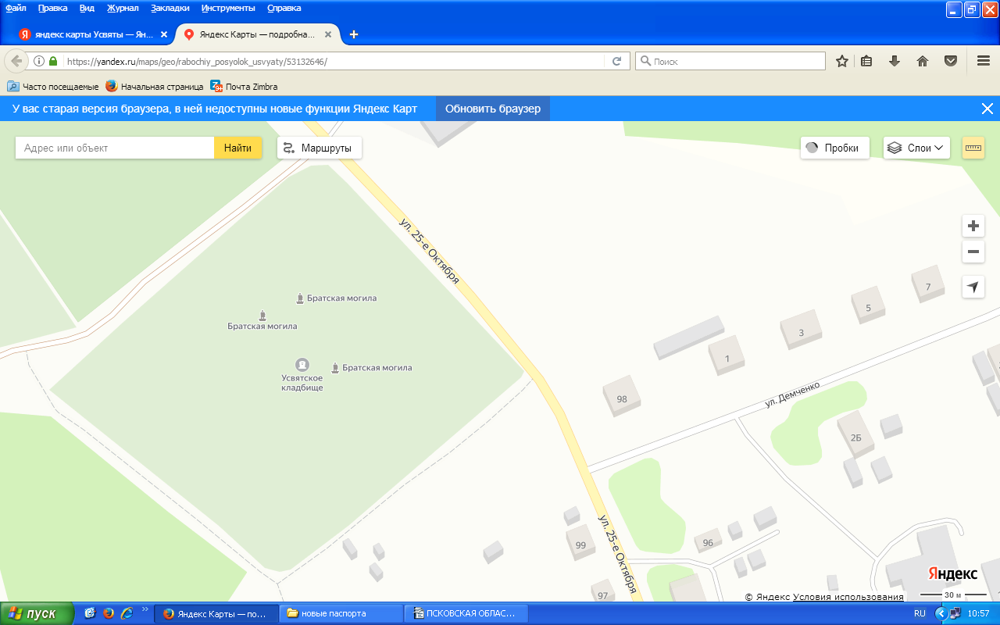 Файл Правка Вид Журнал Закладки Инструменты Справка
яндекс карты Усвяты — Ян...
Яндекс Карты — подробна...
https://yandex.ru/maps/geo/rabochiy_posyolok_usvyaty/53132646/
Поиск
Часто посещаемые Начальная страница Почта Zimbra
У вас старая версия браузера, в ней недоступны новые функции Яндекс Карт
Обновить браузер
Адрес или объект
Найти
Маршруты
Пробки
Слои
ул. 25-е Октября
Братская могила
Братская могила
Братская могила
Усвятское
кладбище
7
5
3
1
98
ул. Демченко
2Б
99
96
97
ул. 25-е Октября
Яндекс
© Яндекс Условия использования
30 м
пуск
Яндекс Карты — по...
новые паспорта
ПСКОВСКАЯ ОБЛАС...
RU
10:57